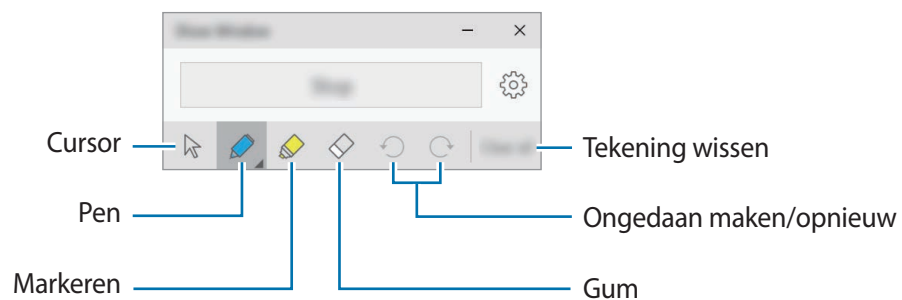 Cursor
Tekening wissen
Pen
Ongedaan maken/opnieuw
Markeren
Gum